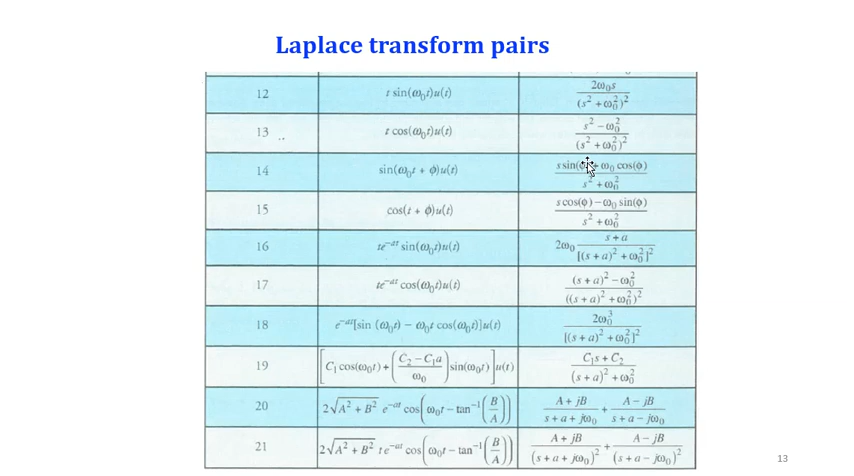 Laplace transform pairs
12 t sin(ω₀t)u(t) 2ω₀s / (s² + ω₀²)²
13 t cos(ω₀t)u(t) s² − ω₀² / (s² + ω₀²)²
14 sin(ω₀t + ϕ)u(t) s sin(ϕ) + ω₀ cos(ϕ) / s² + ω₀²
15 cos(t + ϕ)u(t) s cos(ϕ) − ω₀ sin(ϕ) / s² + ω₀²
16 te⁻ᵃᵗ sin(ω₀t)u(t) 2ω₀ s + a / [(s + a)² + ω₀²]²
17 te⁻ᵃᵗ cos(ω₀t)u(t) (s + a)² − ω₀² / ((s + a)² + ω₀²)²
18 e⁻ᵃᵗ[sin (ω₀t) − ω₀t cos(ω₀t)]u(t) 2ω₀³ / [(s + a)² + ω₀²]²
19 [C₁ cos(ω₀t) + (C₂ − C₁a / ω₀) sin(ω₀t)]u(t) C₁s + C₂ / (s + a)² + ω₀²
20 2√A² + B² e⁻ᵃᵗ cos(ω₀t − tan⁻¹(B/A)) A + jB / s + a + jω₀ + A − jB / s + a − jω₀
21 2√A² + B² te⁻ᵃᵗ cos(ω₀t − tan⁻¹(B/A)) A + jB / (s + a + jω₀)² + A − jB / (s + a − jω₀)²
13